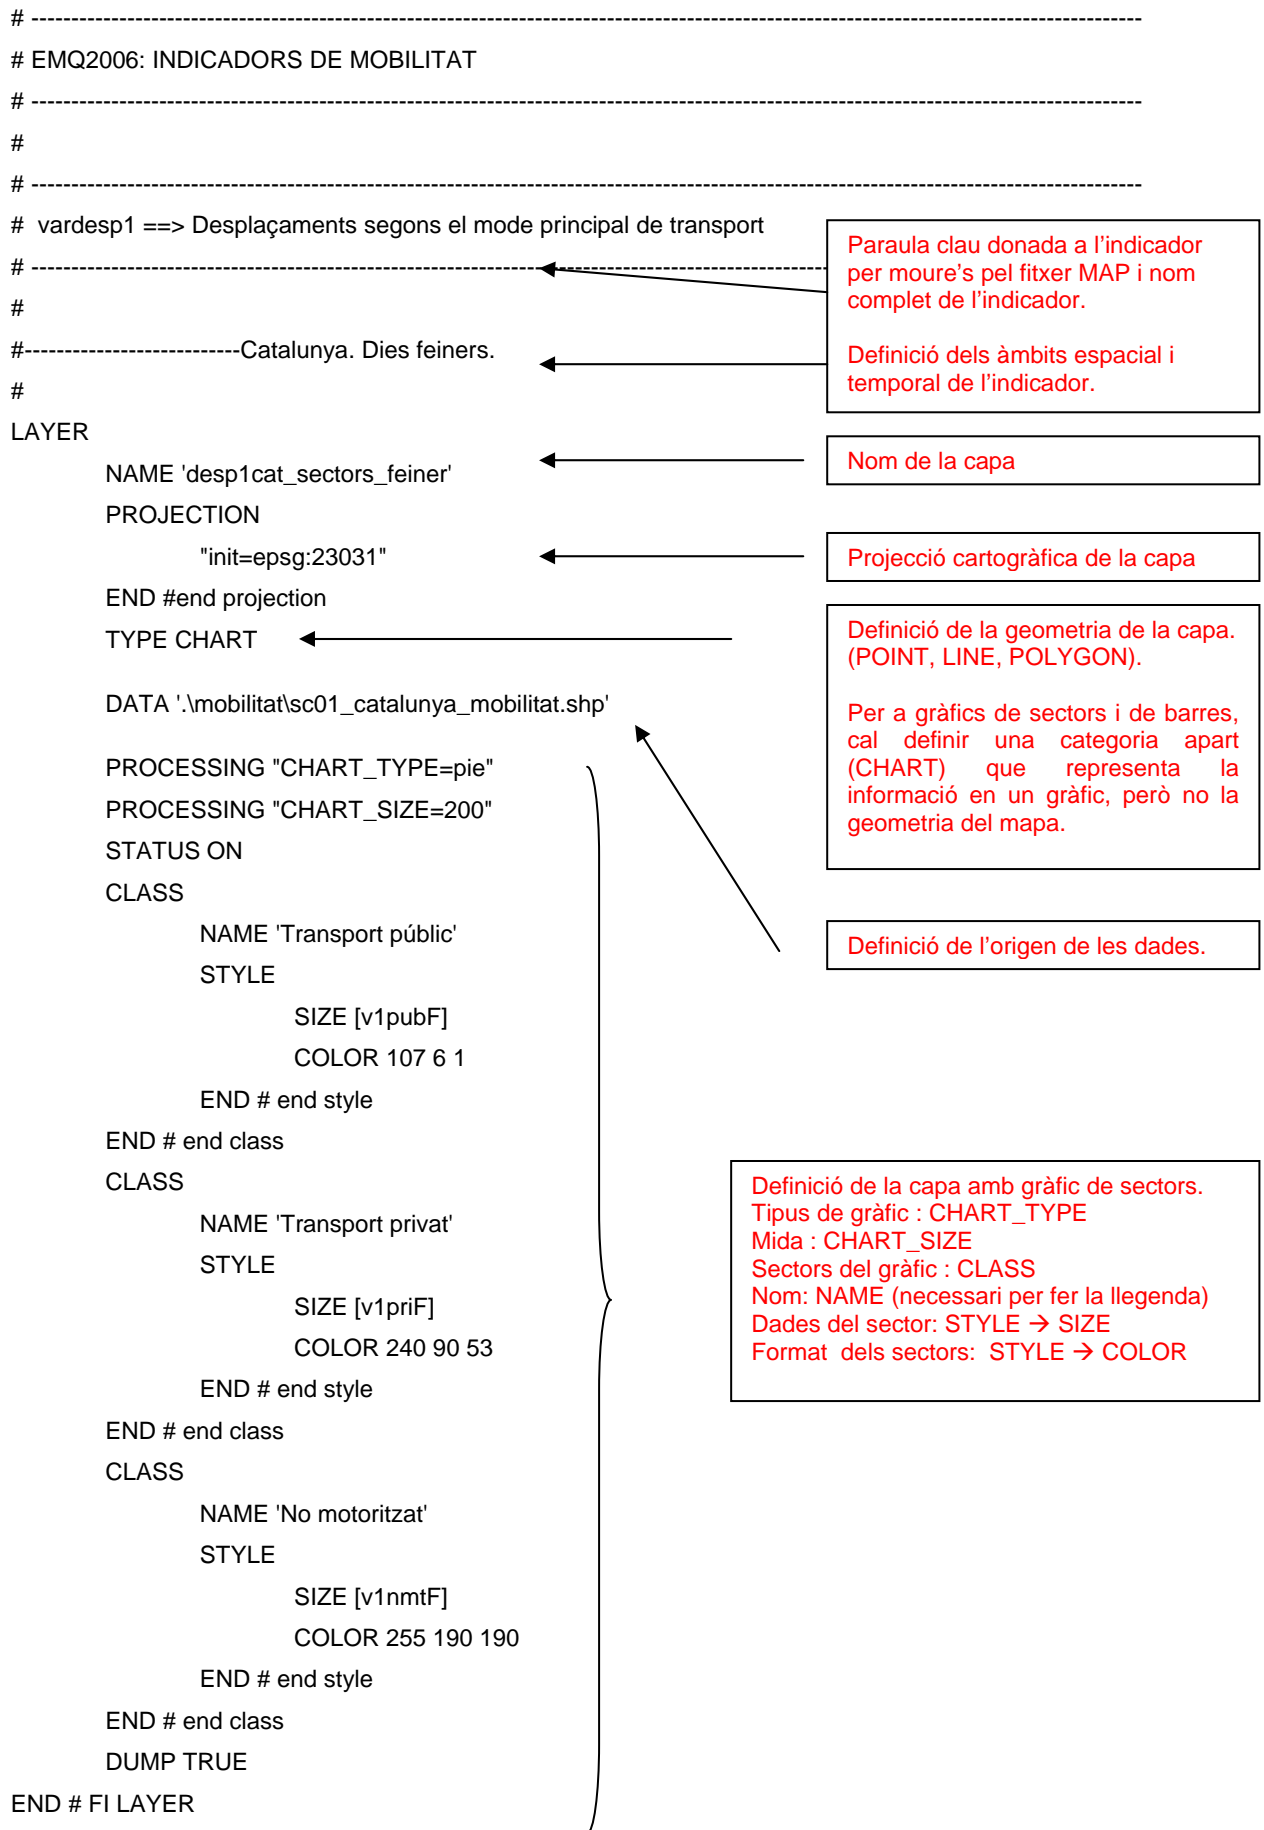 # ---------------------------------------------------------------------------------------------------------------------------------------------
# EMQ2006: INDICADORS DE MOBILITAT
# ---------------------------------------------------------------------------------------------------------------------------------------------
#
# ---------------------------------------------------------------------------------------------------------------------------------------------
#  vardesp1 ==> Desplaçaments segons el mode principal de transport
# -----------------------------------------------------------------------------------------------------
#
#---------------------------Catalunya. Dies feiners.
#
LAYER
NAME 'desp1cat_sectors_feiner'
PROJECTION
"init=epsg:23031"
END #end projection
TYPE CHART
DATA '.\mobilitat\sc01_catalunya_mobilitat.shp'
PROCESSING "CHART_TYPE=pie"
PROCESSING "CHART_SIZE=200"
STATUS ON
CLASS
NAME 'Transport públic'
STYLE
SIZE [v1pubF]
COLOR 107 6 1
END # end style
END # end class
CLASS
NAME 'Transport privat'
STYLE
SIZE [v1priF]
COLOR 240 90 53
END # end style
END # end class
CLASS
NAME 'No motoritzat'
STYLE
SIZE [v1nmtF]
COLOR 255 190 190
END # end style
END # end class
DUMP TRUE
END # FI LAYER
Paraula clau donada a l’indicador
per moure’s pel fitxer MAP i nom
complet de l’indicador.
Definició dels àmbits espacial i
temporal de l’indicador.
Nom de la capa
Projecció cartogràfica de la capa
Definició de la geometria de la capa.
(POINT, LINE, POLYGON).
Per a gràfics de sectors i de barres,
cal definir una categoria apart
(CHART) que representa la
informació en un gràfic, però no la
geometria del mapa.
Definició de l’origen de les dades.
Definició de la capa amb gràfic de sectors.
Tipus de gràfic : CHART_TYPE
Mida : CHART_SIZE
Sectors del gràfic : CLASS
Nom: NAME (necessari per fer la llegenda)
Dades del sector: STYLE → SIZE
Format  dels sectors:  STYLE → COLOR